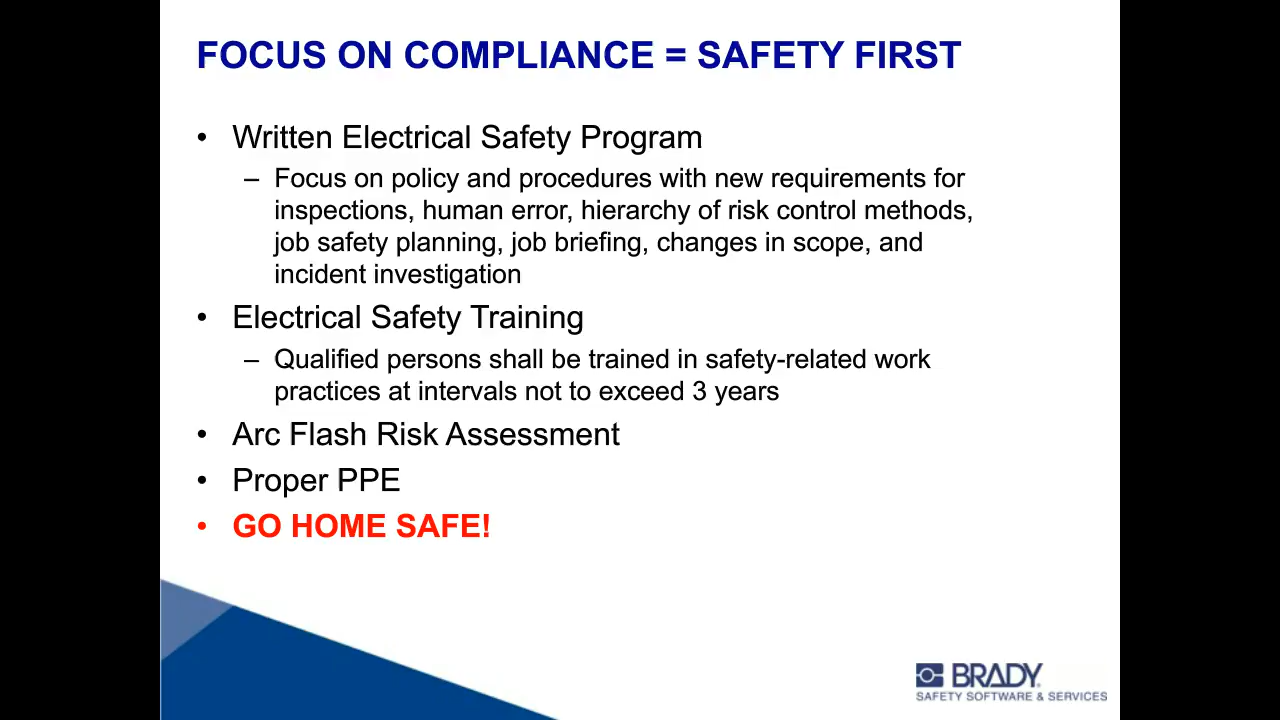 FOCUS ON COMPLIANCE = SAFETY FIRST
• Written Electrical Safety Program
– Focus on policy and procedures with new requirements for
inspections, human error, hierarchy of risk control methods,
job safety planning, job briefing, changes in scope, and
incident investigation
• Electrical Safety Training
– Qualified persons shall be trained in safety-related work
practices at intervals not to exceed 3 years
• Arc Flash Risk Assessment
• Proper PPE
• GO HOME SAFE!
BRADY
SAFETY SOFTWARE & SERVICES